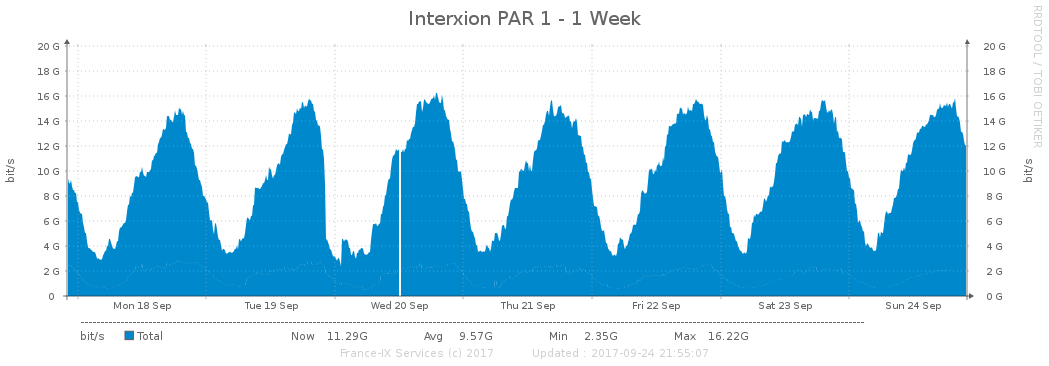 Interxion PAR 1 - 1 Week
RRDTOOL / TOBI OETIKER
20 G 20 G
18 G 18 G
16 G 16 G
14 G 14 G
12 G 12 G
10 G 10 G
8 G 8 G
6 G 6 G
4 G 4 G
2 G 2 G
0 0 G
bit/s bit/s
Mon 18 Sep Tue 19 Sep Wed 20 Sep Thu 21 Sep Fri 22 Sep Sat 23 Sep Sun 24 Sep
bit/s Total Now 11.29G Avg 9.57G Min 2.35G Max 16.22G
France-IX Services (c) 2017 Updated : 2017-09-24 21:55:07